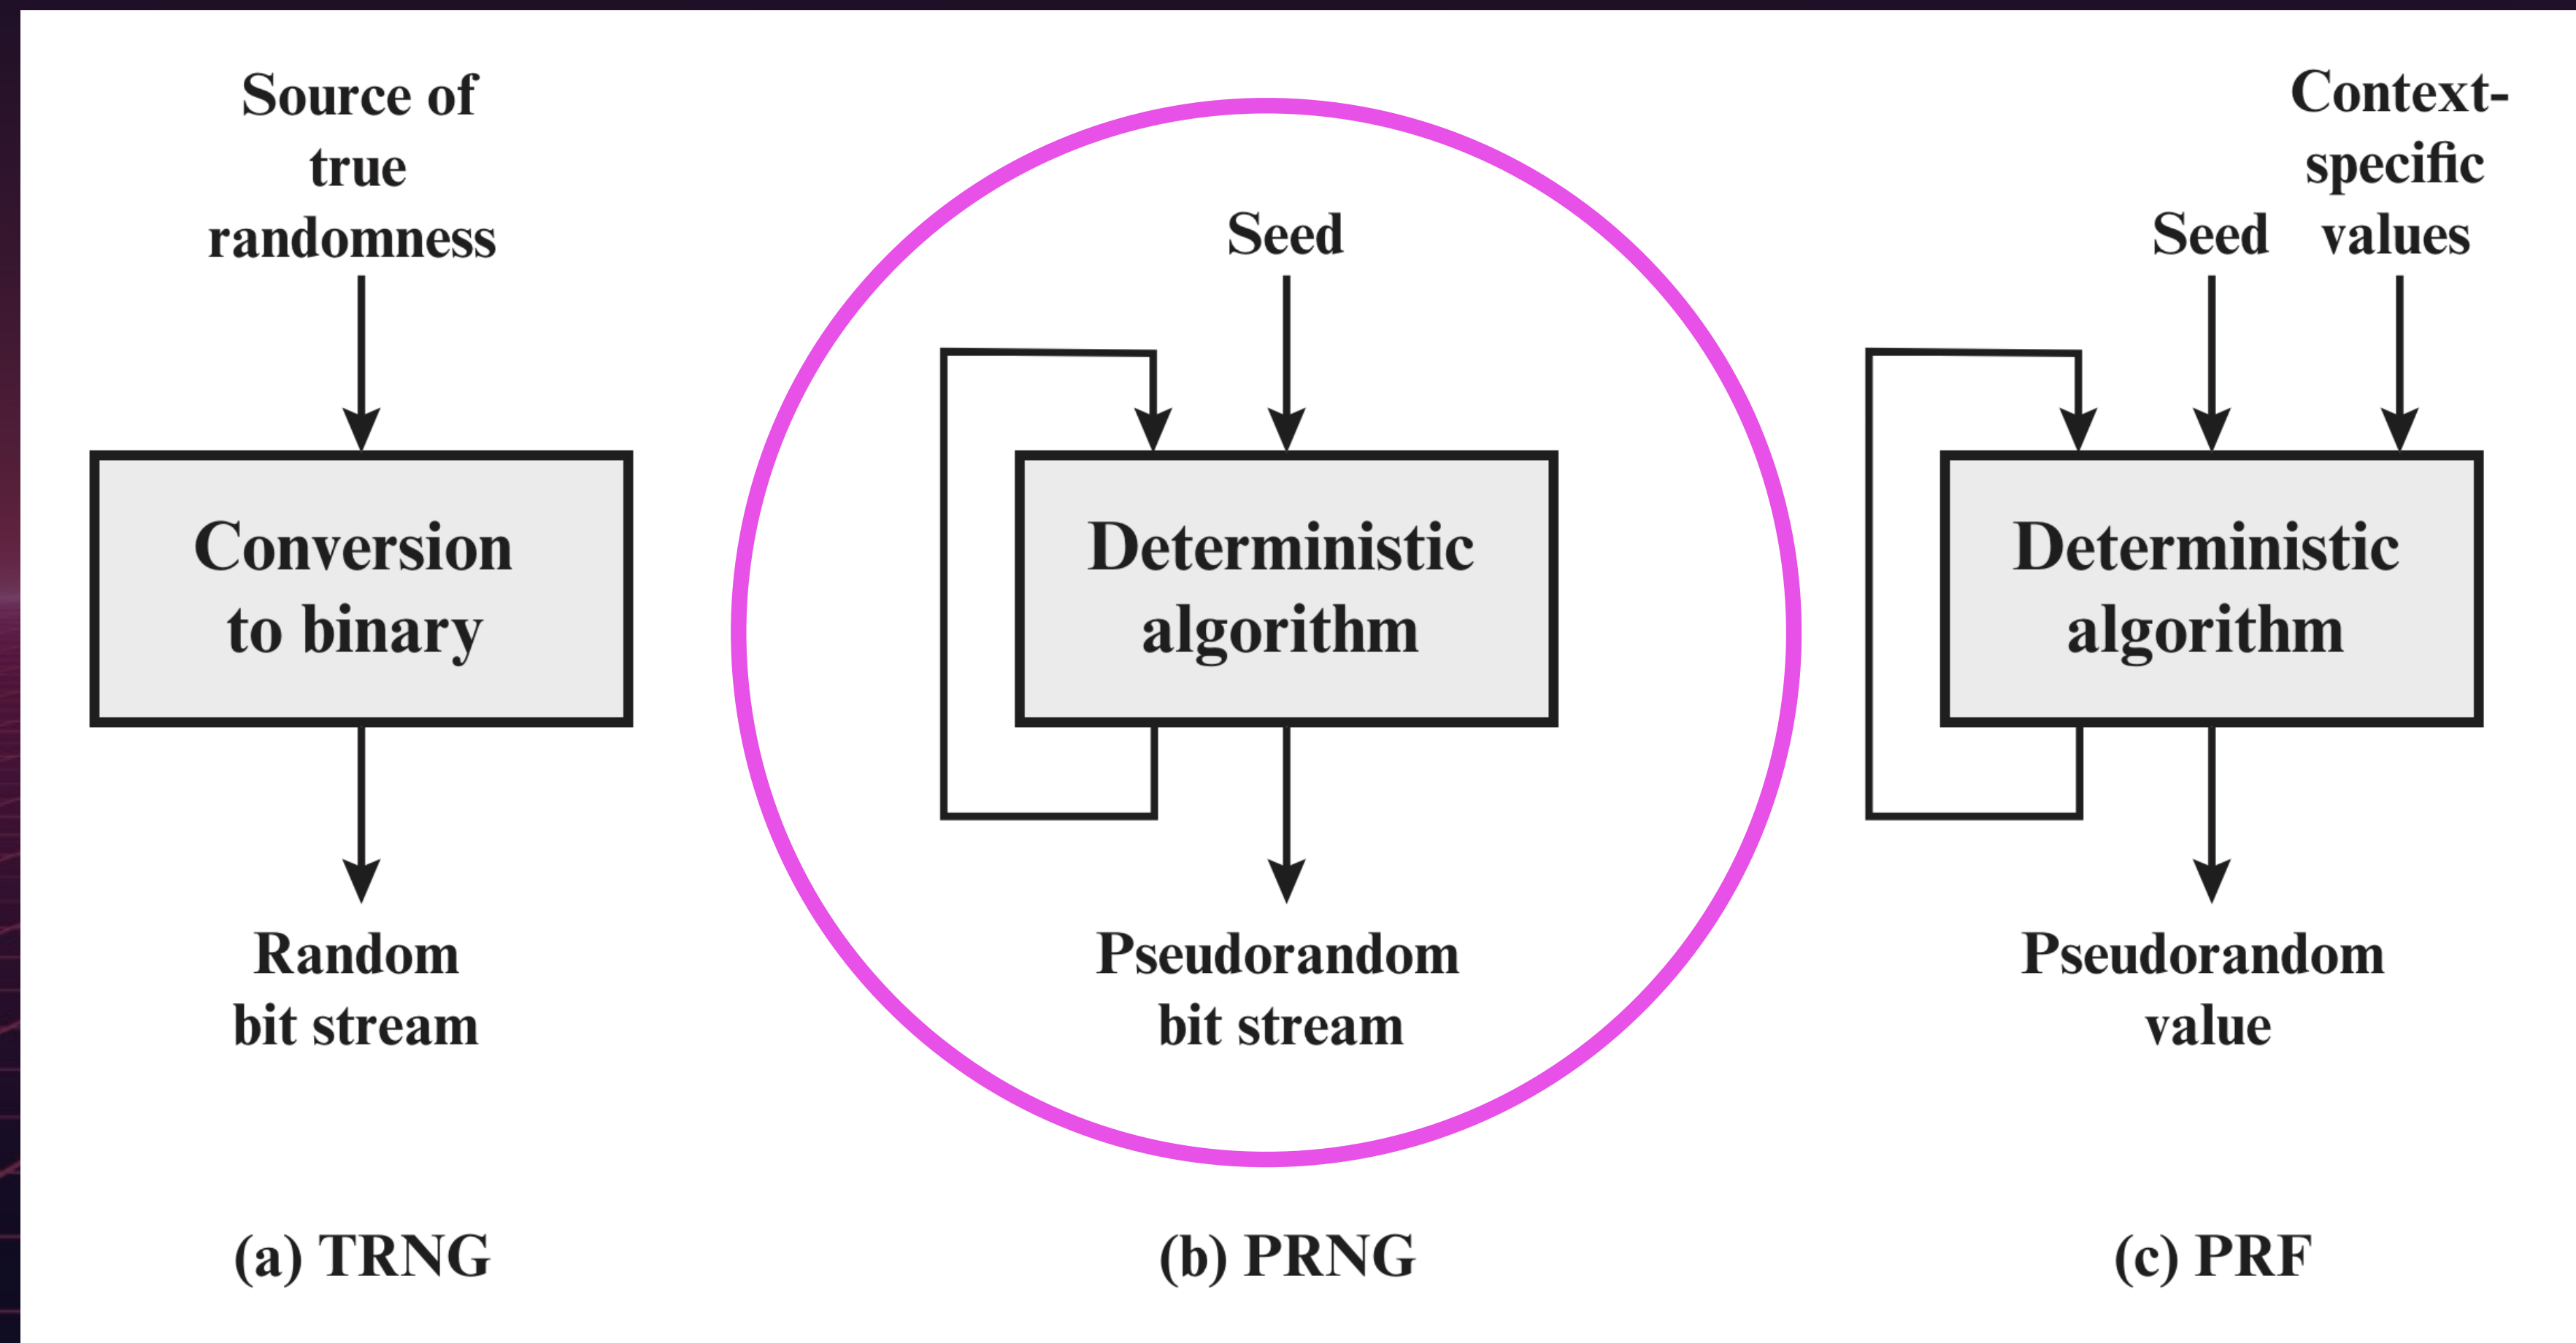 Source of
true
randomness
Conversion
to binary
Random
bit stream
(a) TRNG
Seed
Deterministic
algorithm
Pseudorandom
bit stream
(b) PRNG
Context-
specific
values
Seed
Deterministic
algorithm
Pseudorandom
value
(c) PRF